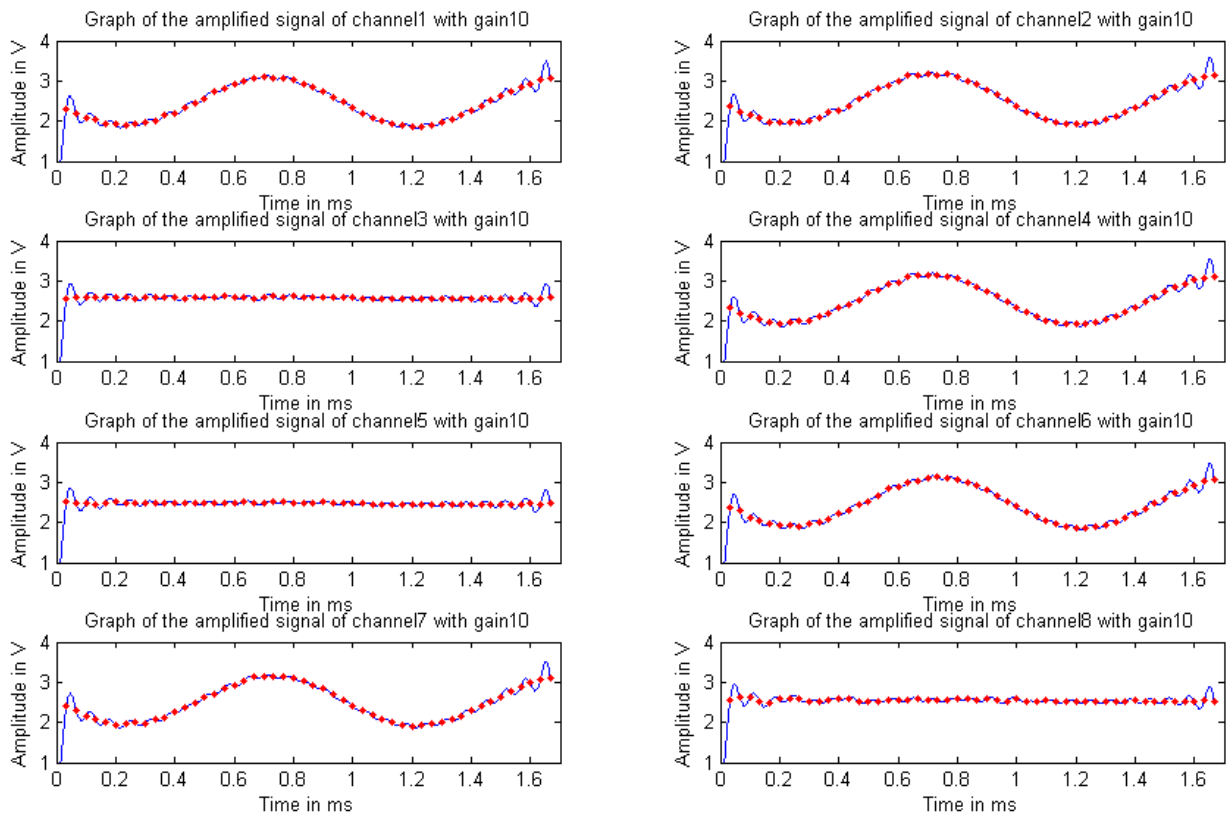 Graph of the amplified signal of channel1 with gain10
Amplitude in V
4
3
2
1
0 0.2 0.4 0.6 0.8 1 1.2 1.4 1.6
Time in ms
Graph of the amplified signal of channel2 with gain10
Amplitude in V
4
3
2
1
0 0.2 0.4 0.6 0.8 1 1.2 1.4 1.6
Time in ms
Graph of the amplified signal of channel3 with gain10
Amplitude in V
4
3
2
1
0 0.2 0.4 0.6 0.8 1 1.2 1.4 1.6
Time in ms
Graph of the amplified signal of channel4 with gain10
Amplitude in V
4
3
2
1
0 0.2 0.4 0.6 0.8 1 1.2 1.4 1.6
Time in ms
Graph of the amplified signal of channel5 with gain10
Amplitude in V
4
3
2
1
0 0.2 0.4 0.6 0.8 1 1.2 1.4 1.6
Time in ms
Graph of the amplified signal of channel6 with gain10
Amplitude in V
4
3
2
1
0 0.2 0.4 0.6 0.8 1 1.2 1.4 1.6
Time in ms
Graph of the amplified signal of channel7 with gain10
Amplitude in V
4
3
2
1
0 0.2 0.4 0.6 0.8 1 1.2 1.4 1.6
Time in ms
Graph of the amplified signal of channel8 with gain10
Amplitude in V
4
3
2
1
0 0.2 0.4 0.6 0.8 1 1.2 1.4 1.6
Time in ms